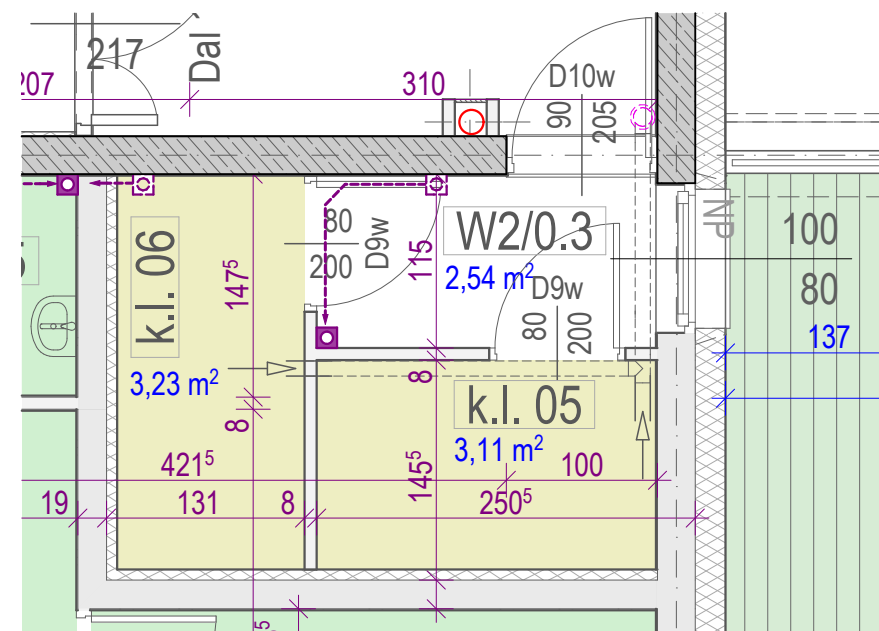 217
Dal
207
310
D10w
90
205
k.l. 06
80
200
D9w
115
W2/0.3
2,54 m²
NP
100
80
147⁵
D9w
80
200
137
3,23 m²
8
8
k.l. 05
3,11 m²
421⁵
145⁵
100
19
131
8
250⁵